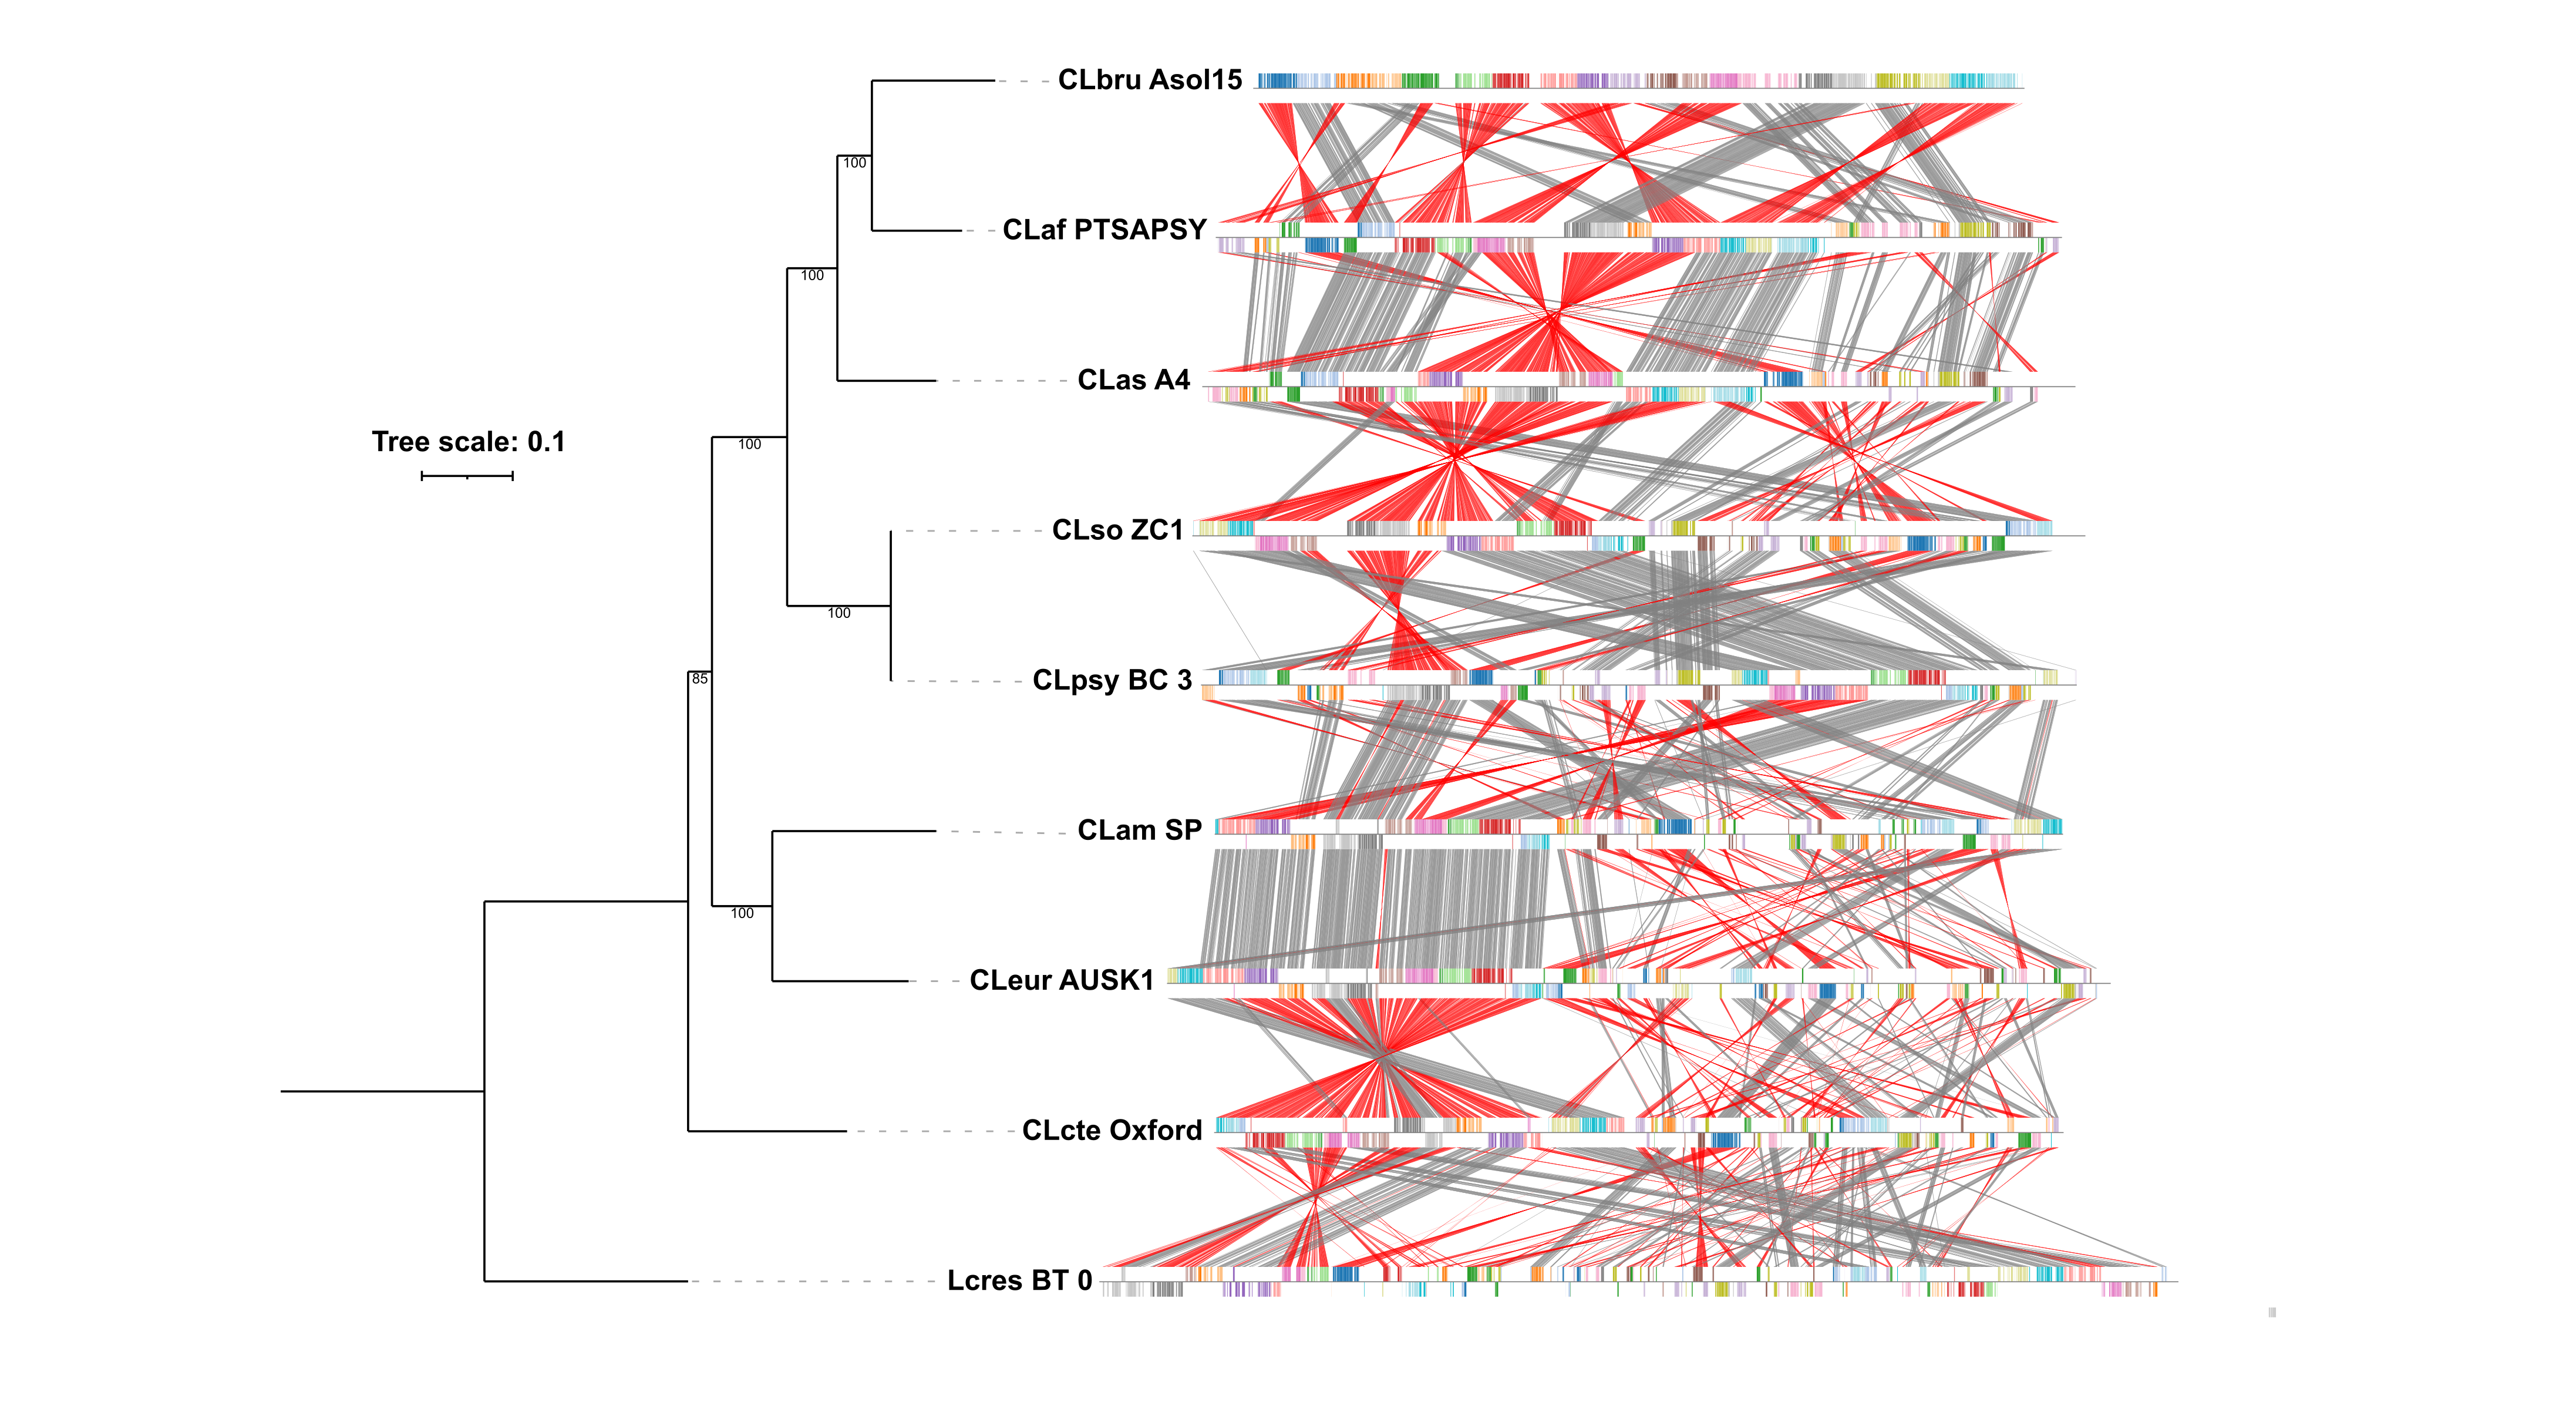 CLbru Asol15
100
CLaf PTSAPSY
100
CLas A4
Tree scale: 0.1
100
CLso ZC1
100
CLpsy BC 3
85
CLam SP
100
CLeur AUSK1
CLcte Oxford
Lcres BT 0